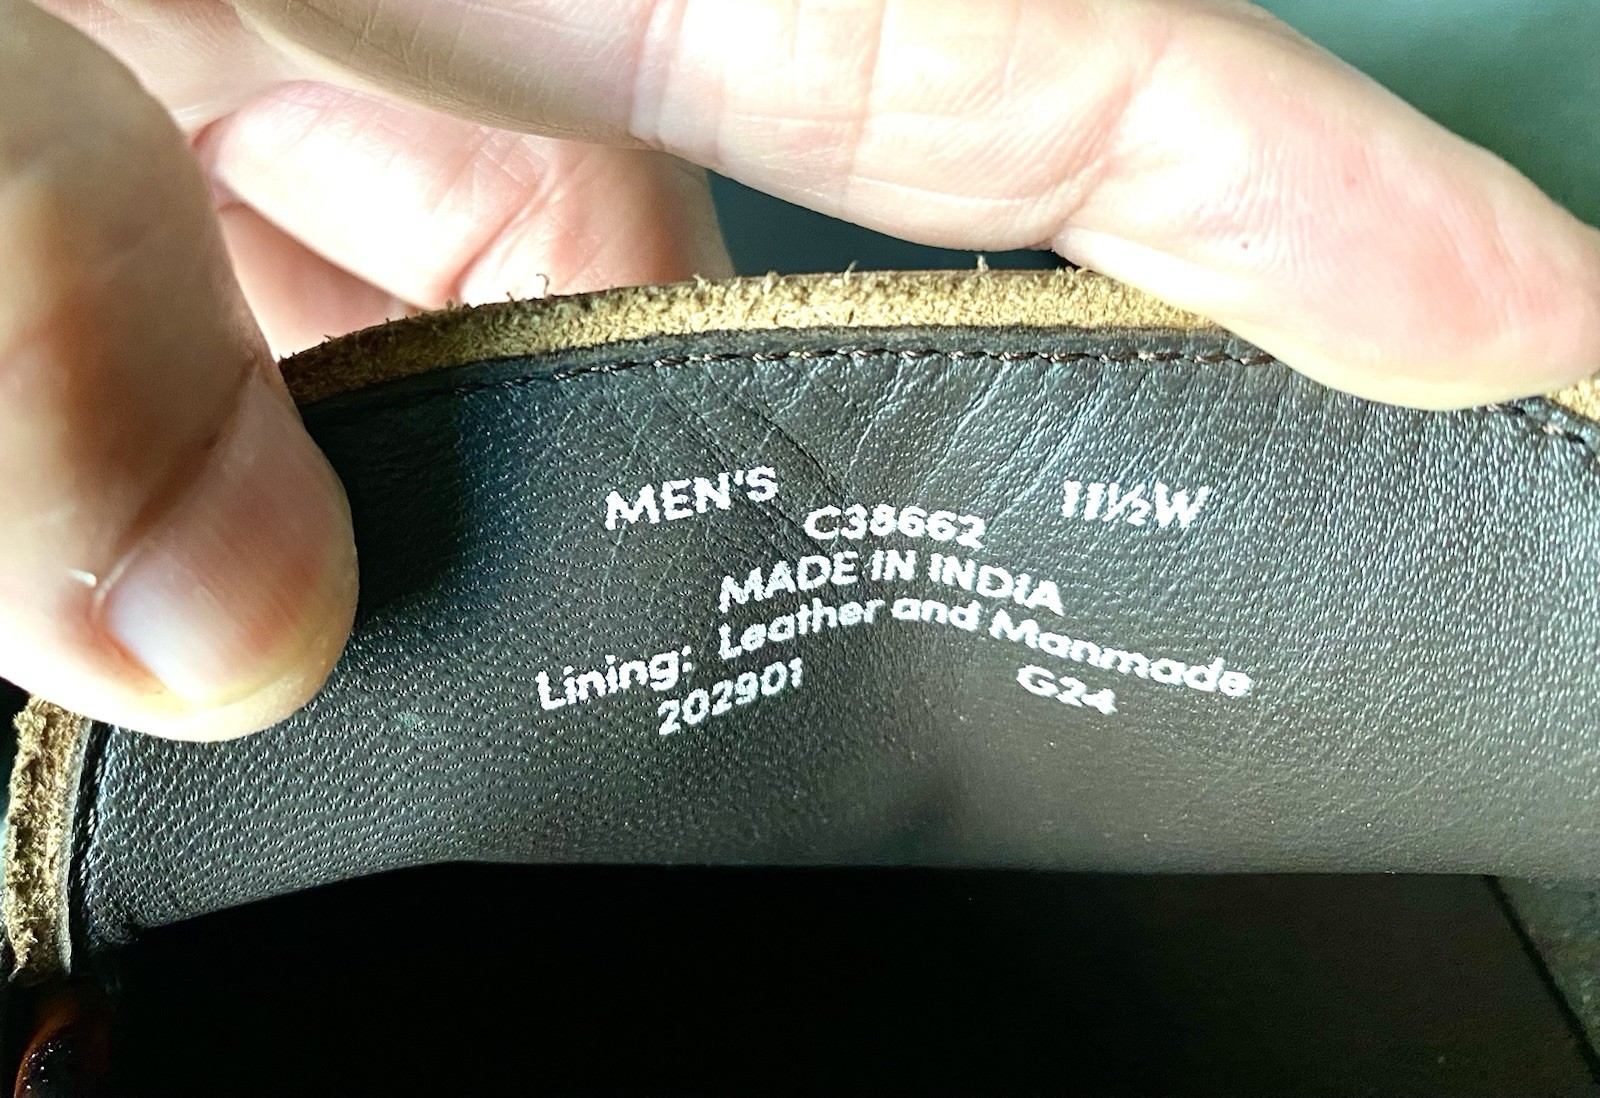 MEN'S 11½W
C38662
MADE IN INDIA
Lining: Leather and Manmade
202901 G24